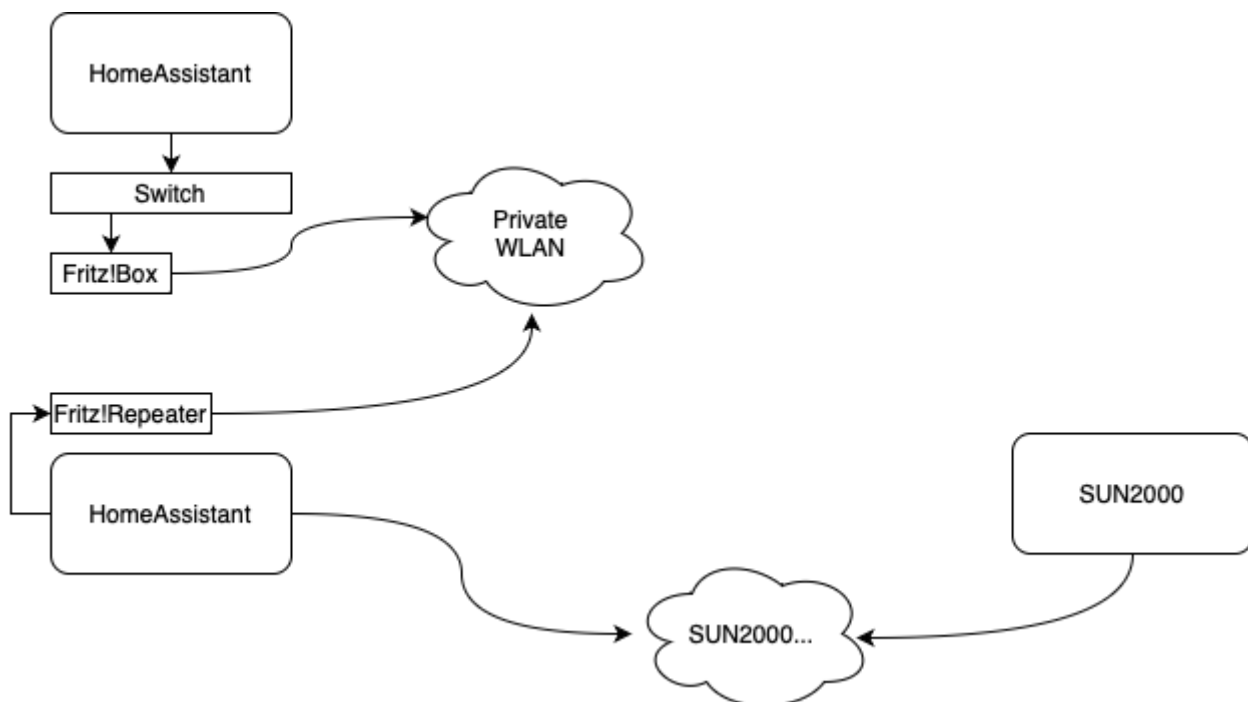 HomeAssistant
Switch
Fritz!Box
Private
WLAN
Fritz!Repeater
HomeAssistant
SUN2000
SUN2000...